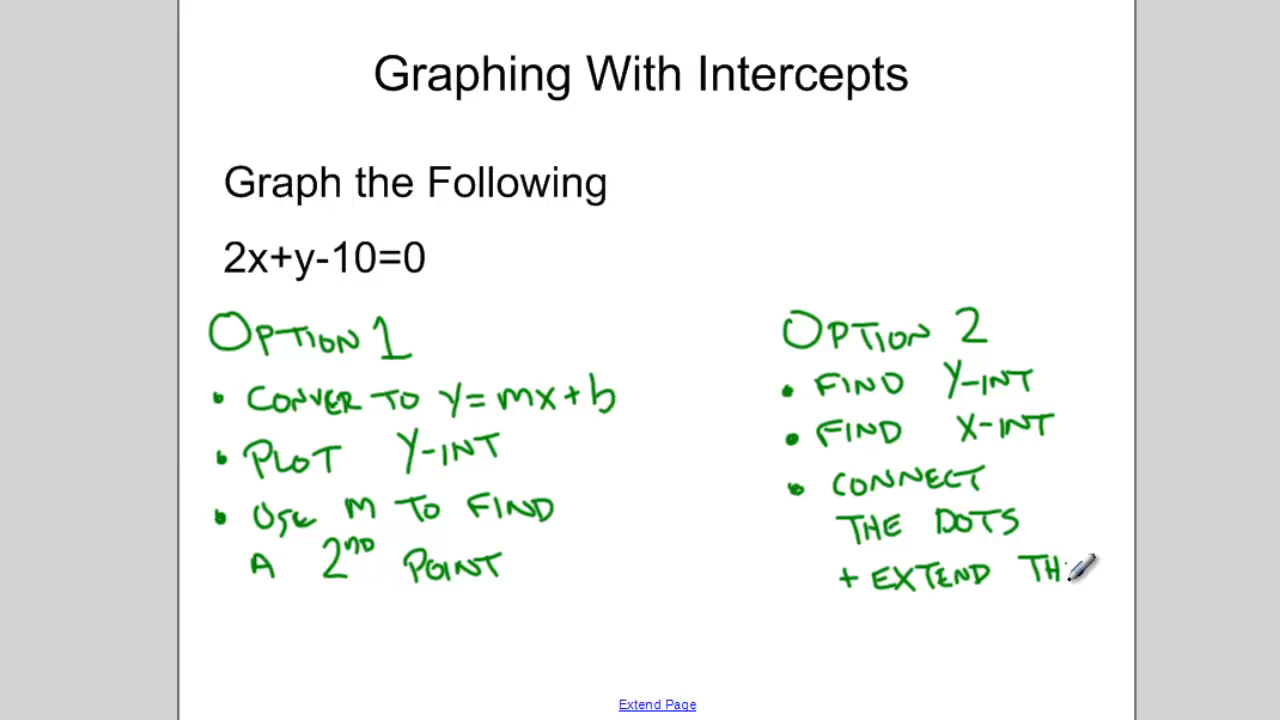 Graphing With Intercepts
Graph the Following
2x+y-10=0
OPTION 1
• CONVER TO Y=mx+b
• PLOT Y-INT
• USE M TO FIND
A 2ND POINT
OPTION 2
• FIND Y-INT
• FIND X-INT
• CONNECT
THE DOTS
+ EXTEND TH
Extend Page